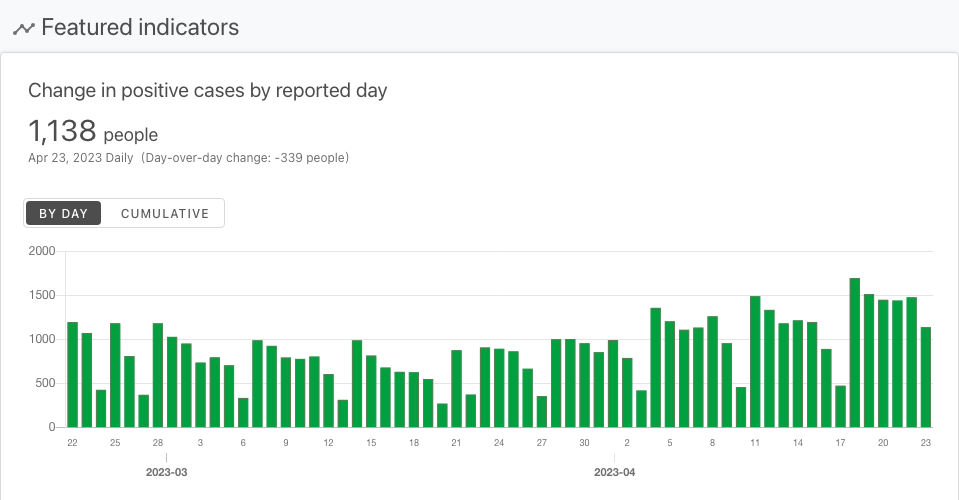 Featured indicators
Change in positive cases by reported day
1,138 people
Apr 23, 2023 Daily (Day-over-day change: -339 people)
BY DAY CUMULATIVE
2000
1500
1000
500
0
22 25 28 3 6 9 12 15 18 21 24 27 30 2 5 8 11 14 17 20 23
2023-03 2023-04